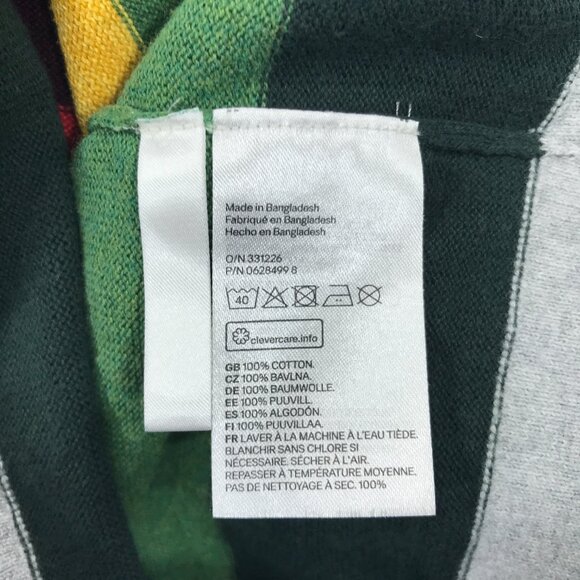 Made in Bangladesh
Fabriqué en Bangladesh
Hecho en Bangladesh
O/N 331226
P/N 0628499 8
40
clevercare.info
GB 100% COTTON.
CZ 100% BAVLNA.
DE 100% BAUMWOLLE.
EE 100% PUUVILL.
ES 100% ALGODÓN.
FI 100% PUUVILLAA.
FR LAVER À LA MACHINE À L'EAU TIÈDE.
BLANCHIR SANS CHLORE SI
NÉCESSAIRE. SÉCHER À L'AIR.
REPASSER À TEMPÉRATURE MOYENNE.
PAS DE NETTOYAGE À SEC. 100%